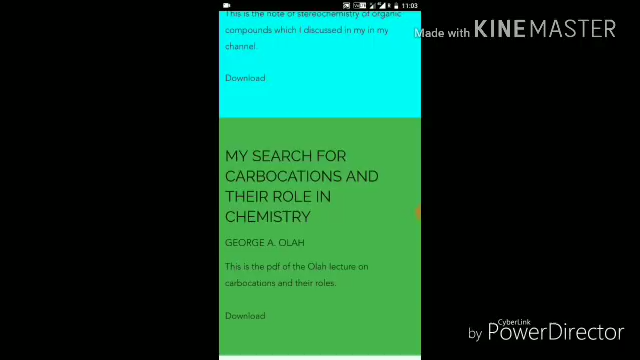 11:03
This is the note of stereochemistry of organic
compounds which I discussed in my in my
channel.
Download
Made with KINEMASTER
MY SEARCH FOR
CARBOCATIONS AND
THEIR ROLE IN
CHEMISTRY
GEORGE A. OLAH
This is the pdf of the Olah lecture on
carbocations and their roles.
Download
CyberLink
by PowerDirector